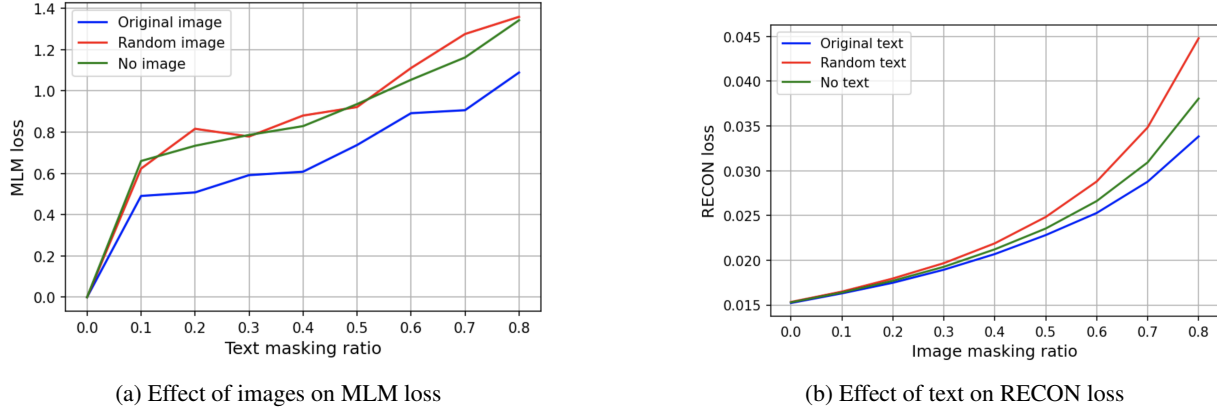 Original image
Random image
No image
MLM loss
1.4
1.2
1.0
0.8
0.6
0.4
0.2
0.0
0.0 0.1 0.2 0.3 0.4 0.5 0.6 0.7 0.8
Text masking ratio
(a) Effect of images on MLM loss
Original text
Random text
No text
RECON loss
0.045
0.040
0.035
0.030
0.025
0.020
0.015
0.0 0.1 0.2 0.3 0.4 0.5 0.6 0.7 0.8
Image masking ratio
(b) Effect of text on RECON loss